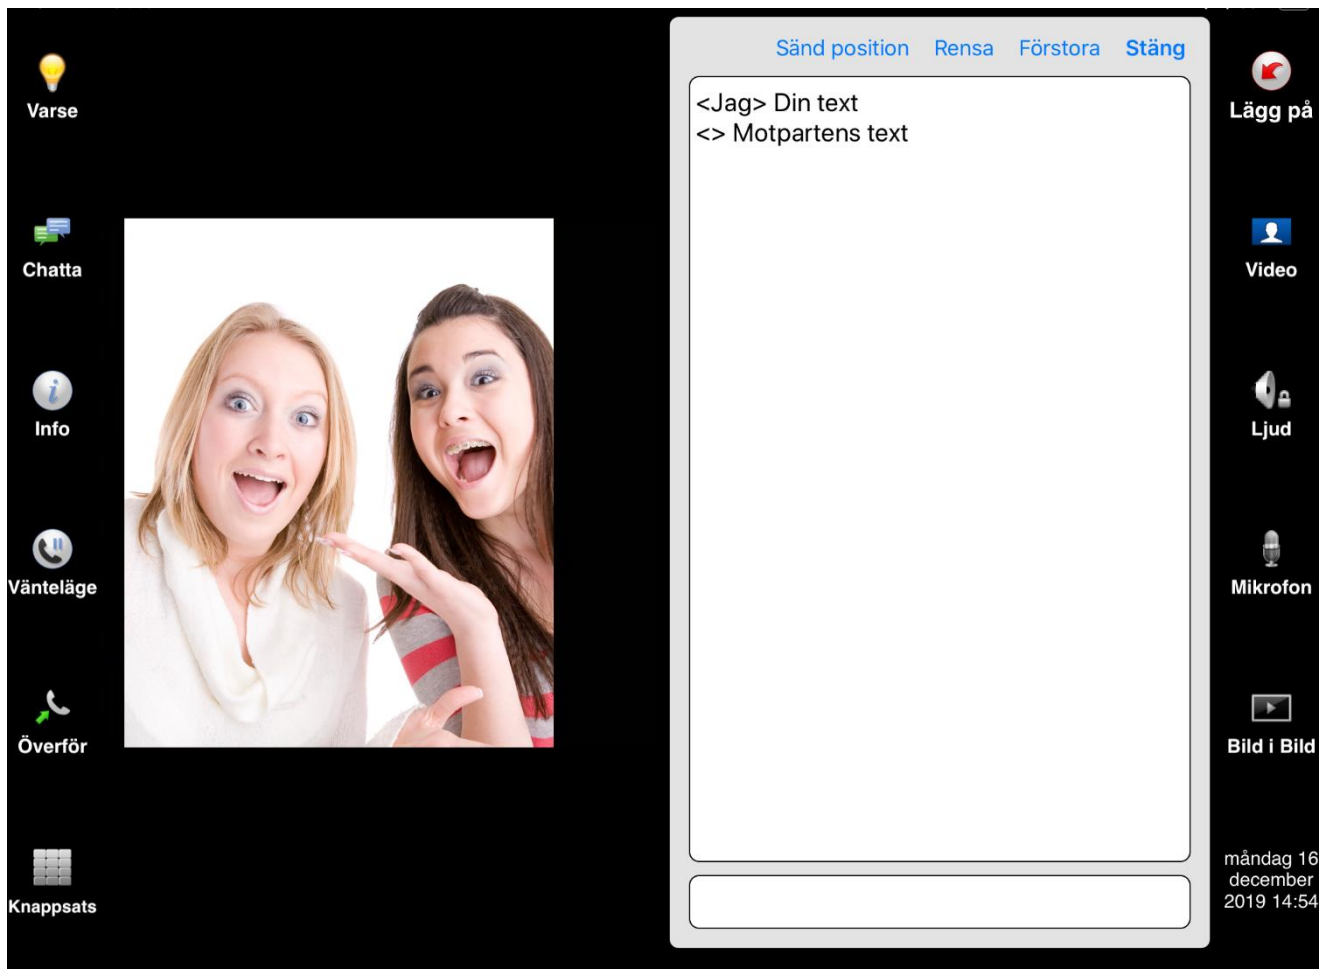 Varse
Chatta
Info
Vänteläge
Överför
Knappsats
Sänd position Rensa Förstora Stäng
<Jag> Din text
<> Motpartens text
Lägg på
Video
Ljud
Mikrofon
Bild i Bild
måndag 16
december
2019 14:54